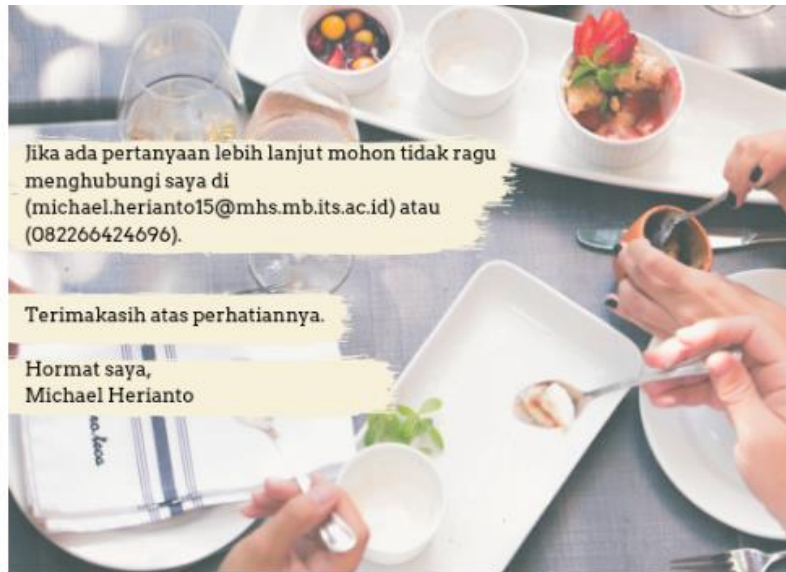 Jika ada pertanyaan lebih lanjut mohon tidak ragu
menghubungi saya di
(michael.herianto15@mhs.mb.its.ac.id) atau
(082266424696).
Terimakasih atas perhatiannya.
Hormat saya,
Michael Herianto